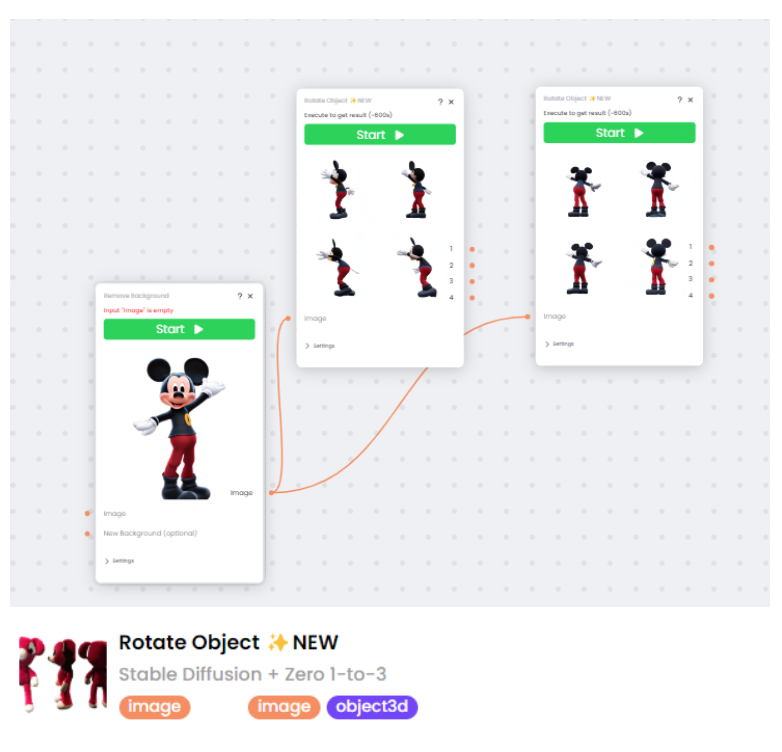 Rotate Object ✨ NEW
? ×
Execute to get result (~600s)
Start
1
2
3
4
Image
Settings
Rotate Object ✨ NEW
? ×
Execute to get result (~600s)
Start
1
2
3
4
Image
Settings
Remove Background
? ×
Input "Image" is empty
Start
Image
Image
New Background (optional)
Settings
Rotate Object ✨ NEW
Stable Diffusion + Zero 1-to-3
image image object3d